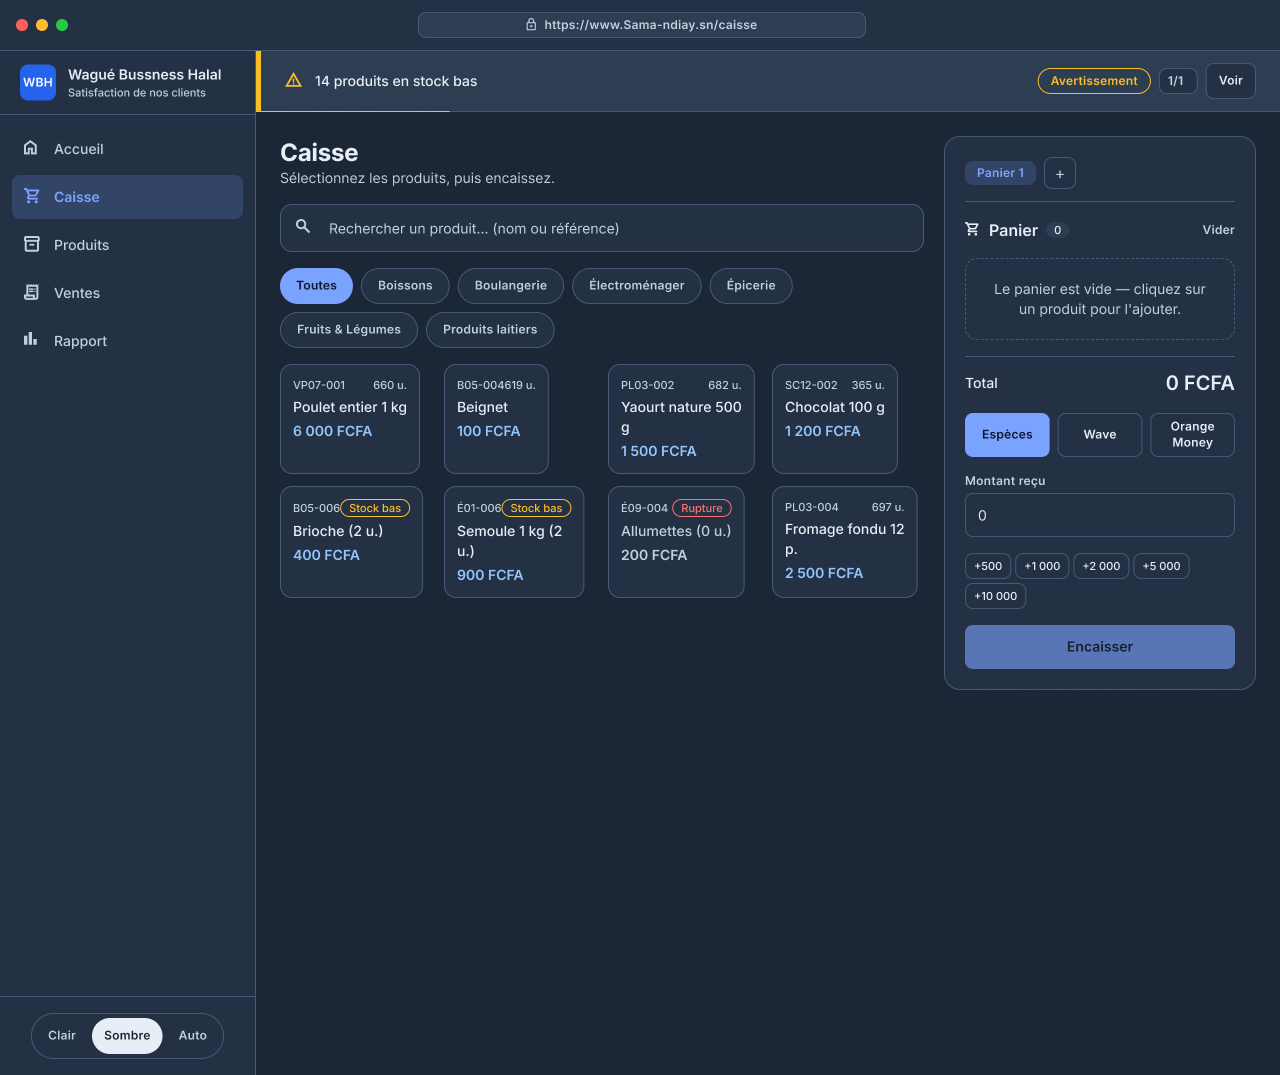 https://www.Sama-ndiay.sn/caisse
WBH
Wagué Bussness Halal
Satisfaction de nos clients
Accueil
Caisse
Produits
Ventes
Rapport
Clair Sombre Auto
14 produits en stock bas
Avertissement 1/1 Voir
Caisse
Sélectionnez les produits, puis encaissez.
Rechercher un produit... (nom ou référence)
Toutes Boissons Boulangerie Électroménager Épicerie
Fruits & Légumes Produits laitiers
VP07-001 660 u.
Poulet entier 1 kg
6 000 FCFA
B05-004619 u.
Beignet
100 FCFA
PL03-002 682 u.
Yaourt nature 500
g
1 500 FCFA
SC12-002 365 u.
Chocolat 100 g
1 200 FCFA
B05-006 Stock bas
Brioche (2 u.)
400 FCFA
É01-006 Stock bas
Semoule 1 kg (2
u.)
900 FCFA
É09-004 Rupture
Allumettes (0 u.)
200 FCFA
PL03-004 697 u.
Fromage fondu 12
p.
2 500 FCFA
Panier 1 +
Panier 0 Vider
Le panier est vide — cliquez sur
un produit pour l'ajouter.
Total 0 FCFA
Espèces Wave Orange
Money
Montant reçu
0
+500 +1 000 +2 000 +5 000
+10 000
Encaisser